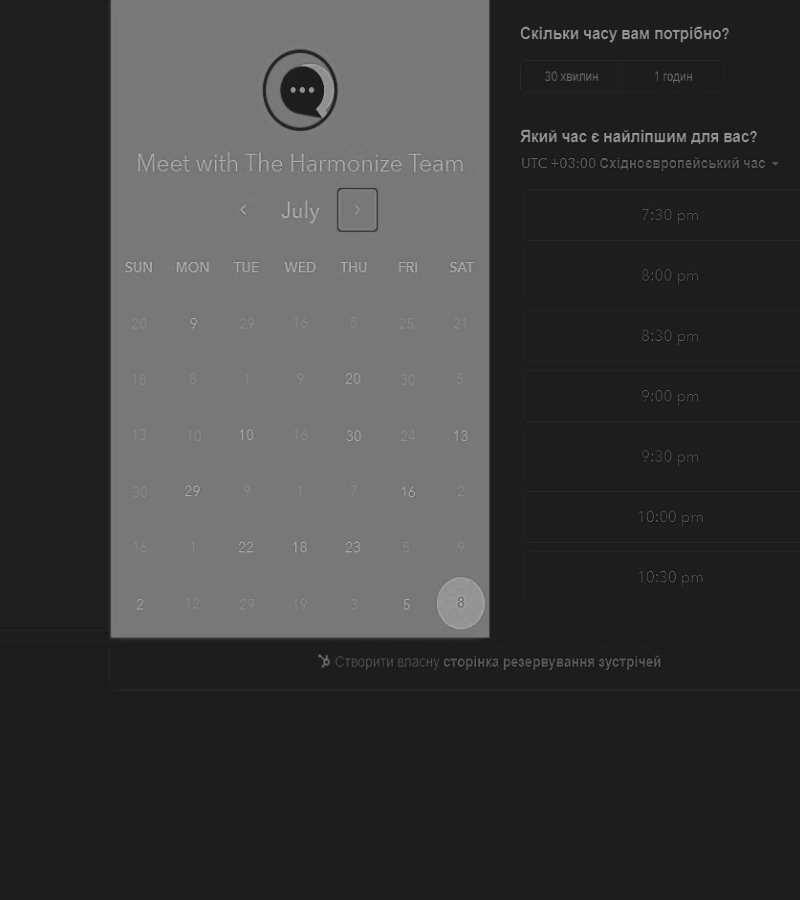 Meet with The Harmonize Team
July
SUN MON TUE WED THU FRI SAT
20 9 29 16 8 25 21
18 8 1 9 20 30 5
13 10 10 16 30 24 13
30 29 9 1 7 16 2
16 1 22 18 23 5 9
2 12 29 19 3 5 8
Скільки часу вам потрібно?
30 хвилин 1 годин
Який час є найліпшим для вас?
UTC +03:00 Східноєвропейський час
7:30 pm
8:00 pm
8:30 pm
9:00 pm
9:30 pm
10:00 pm
10:30 pm
Створити власну сторінка резервування зустрічей